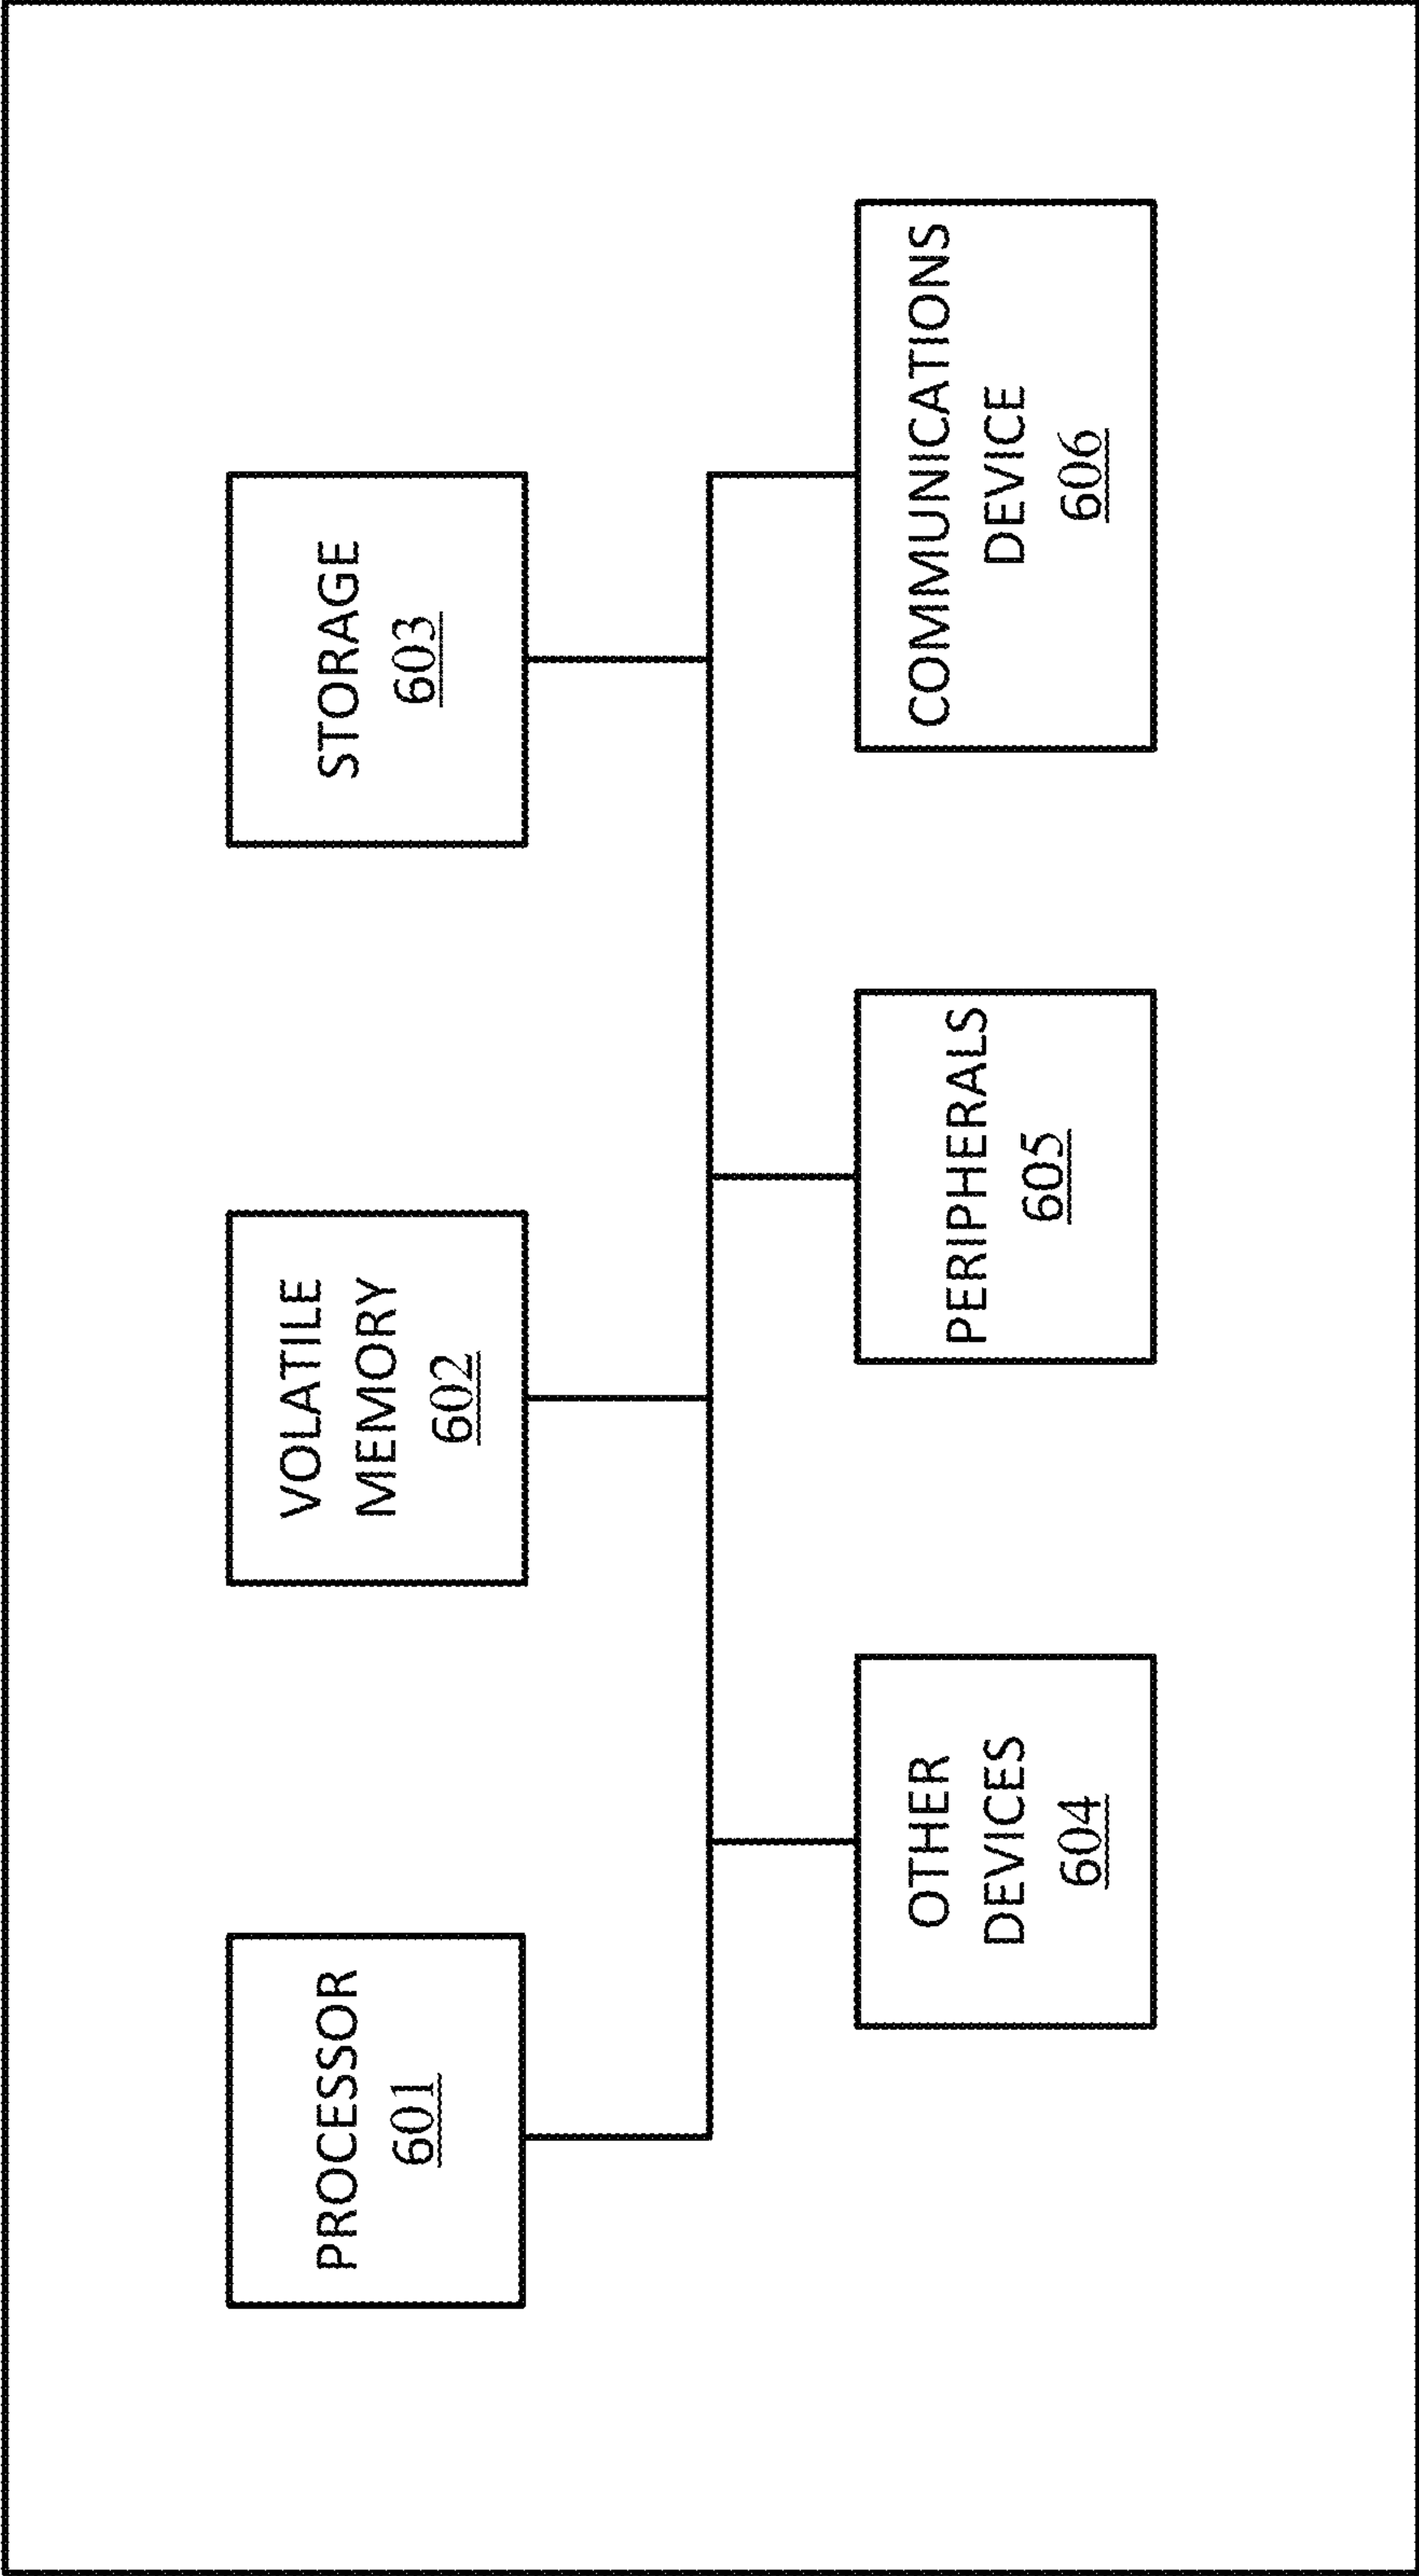 PROCESSOR
601
VOLATILE
MEMORY
602
STORAGE
603
OTHER
DEVICES
604
PERIPHERALS
605
COMMUNICATIONS
DEVICE
606